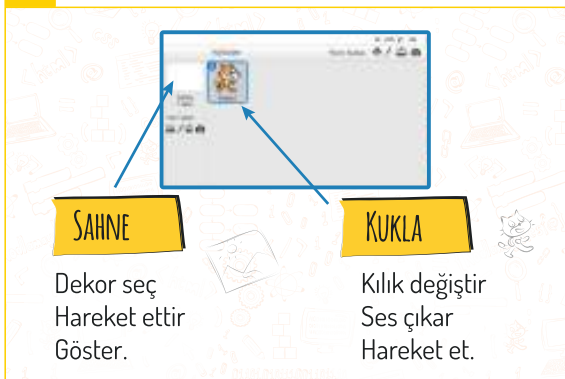 SAHNE
Dekor seç
Hareket ettir
Göster.
KUKLA
Kılık değiştir
Ses çıkar
Hareket et.